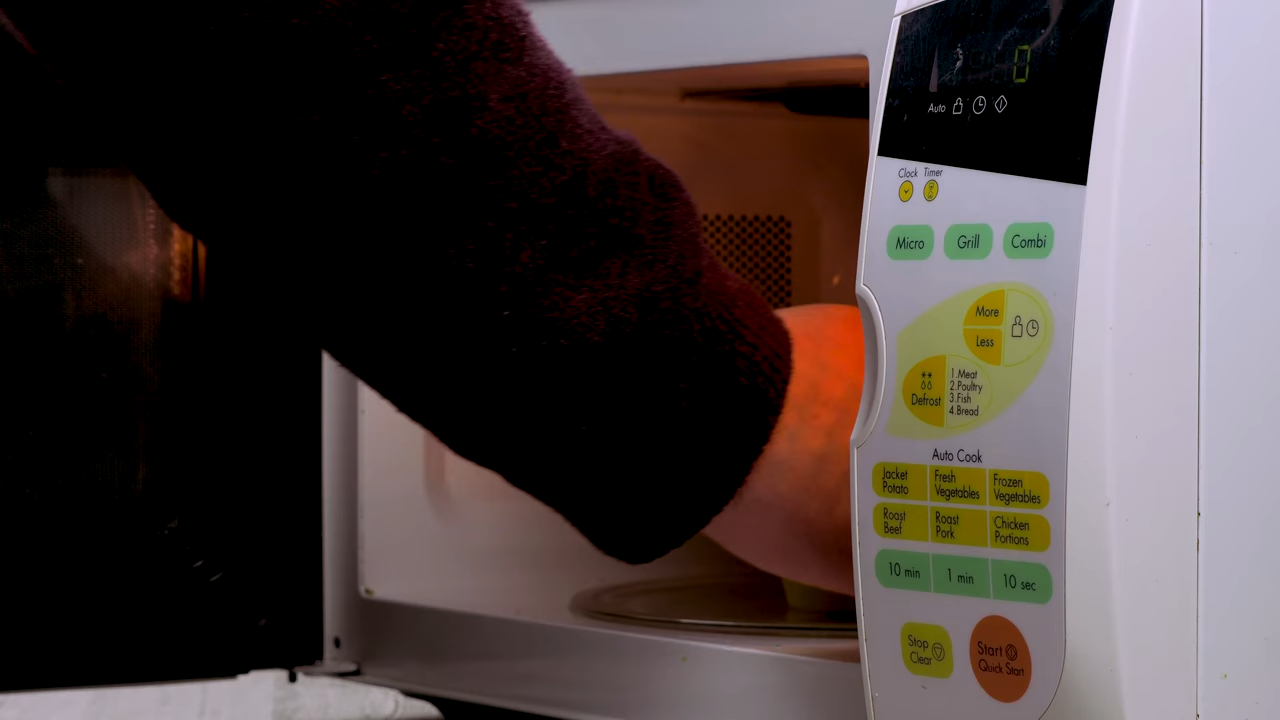 0
Auto
Clock Timer
Micro Grill Combi
More
Less
Defrost
1.Meat
2.Poultry
3.Fish
4.Bread
Auto Cook
Jacket Potato
Fresh Vegetables
Frozen Vegetables
Roast Beef
Roast Pork
Chicken Portions
10 min 1 min 10 sec
Stop
Clear
Start
Quick Start